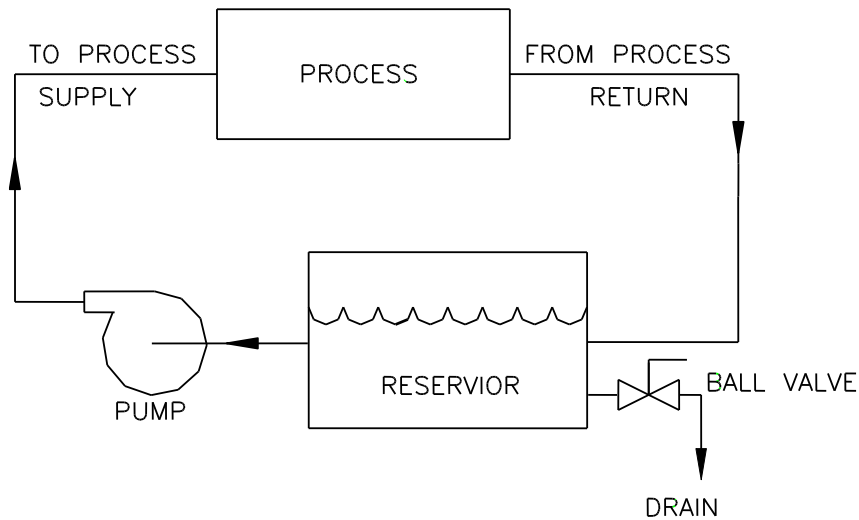 TO PROCESS
SUPPLY
PROCESS
FROM PROCESS
RETURN
PUMP
RESERVIOR
BALL VALVE
DRAIN